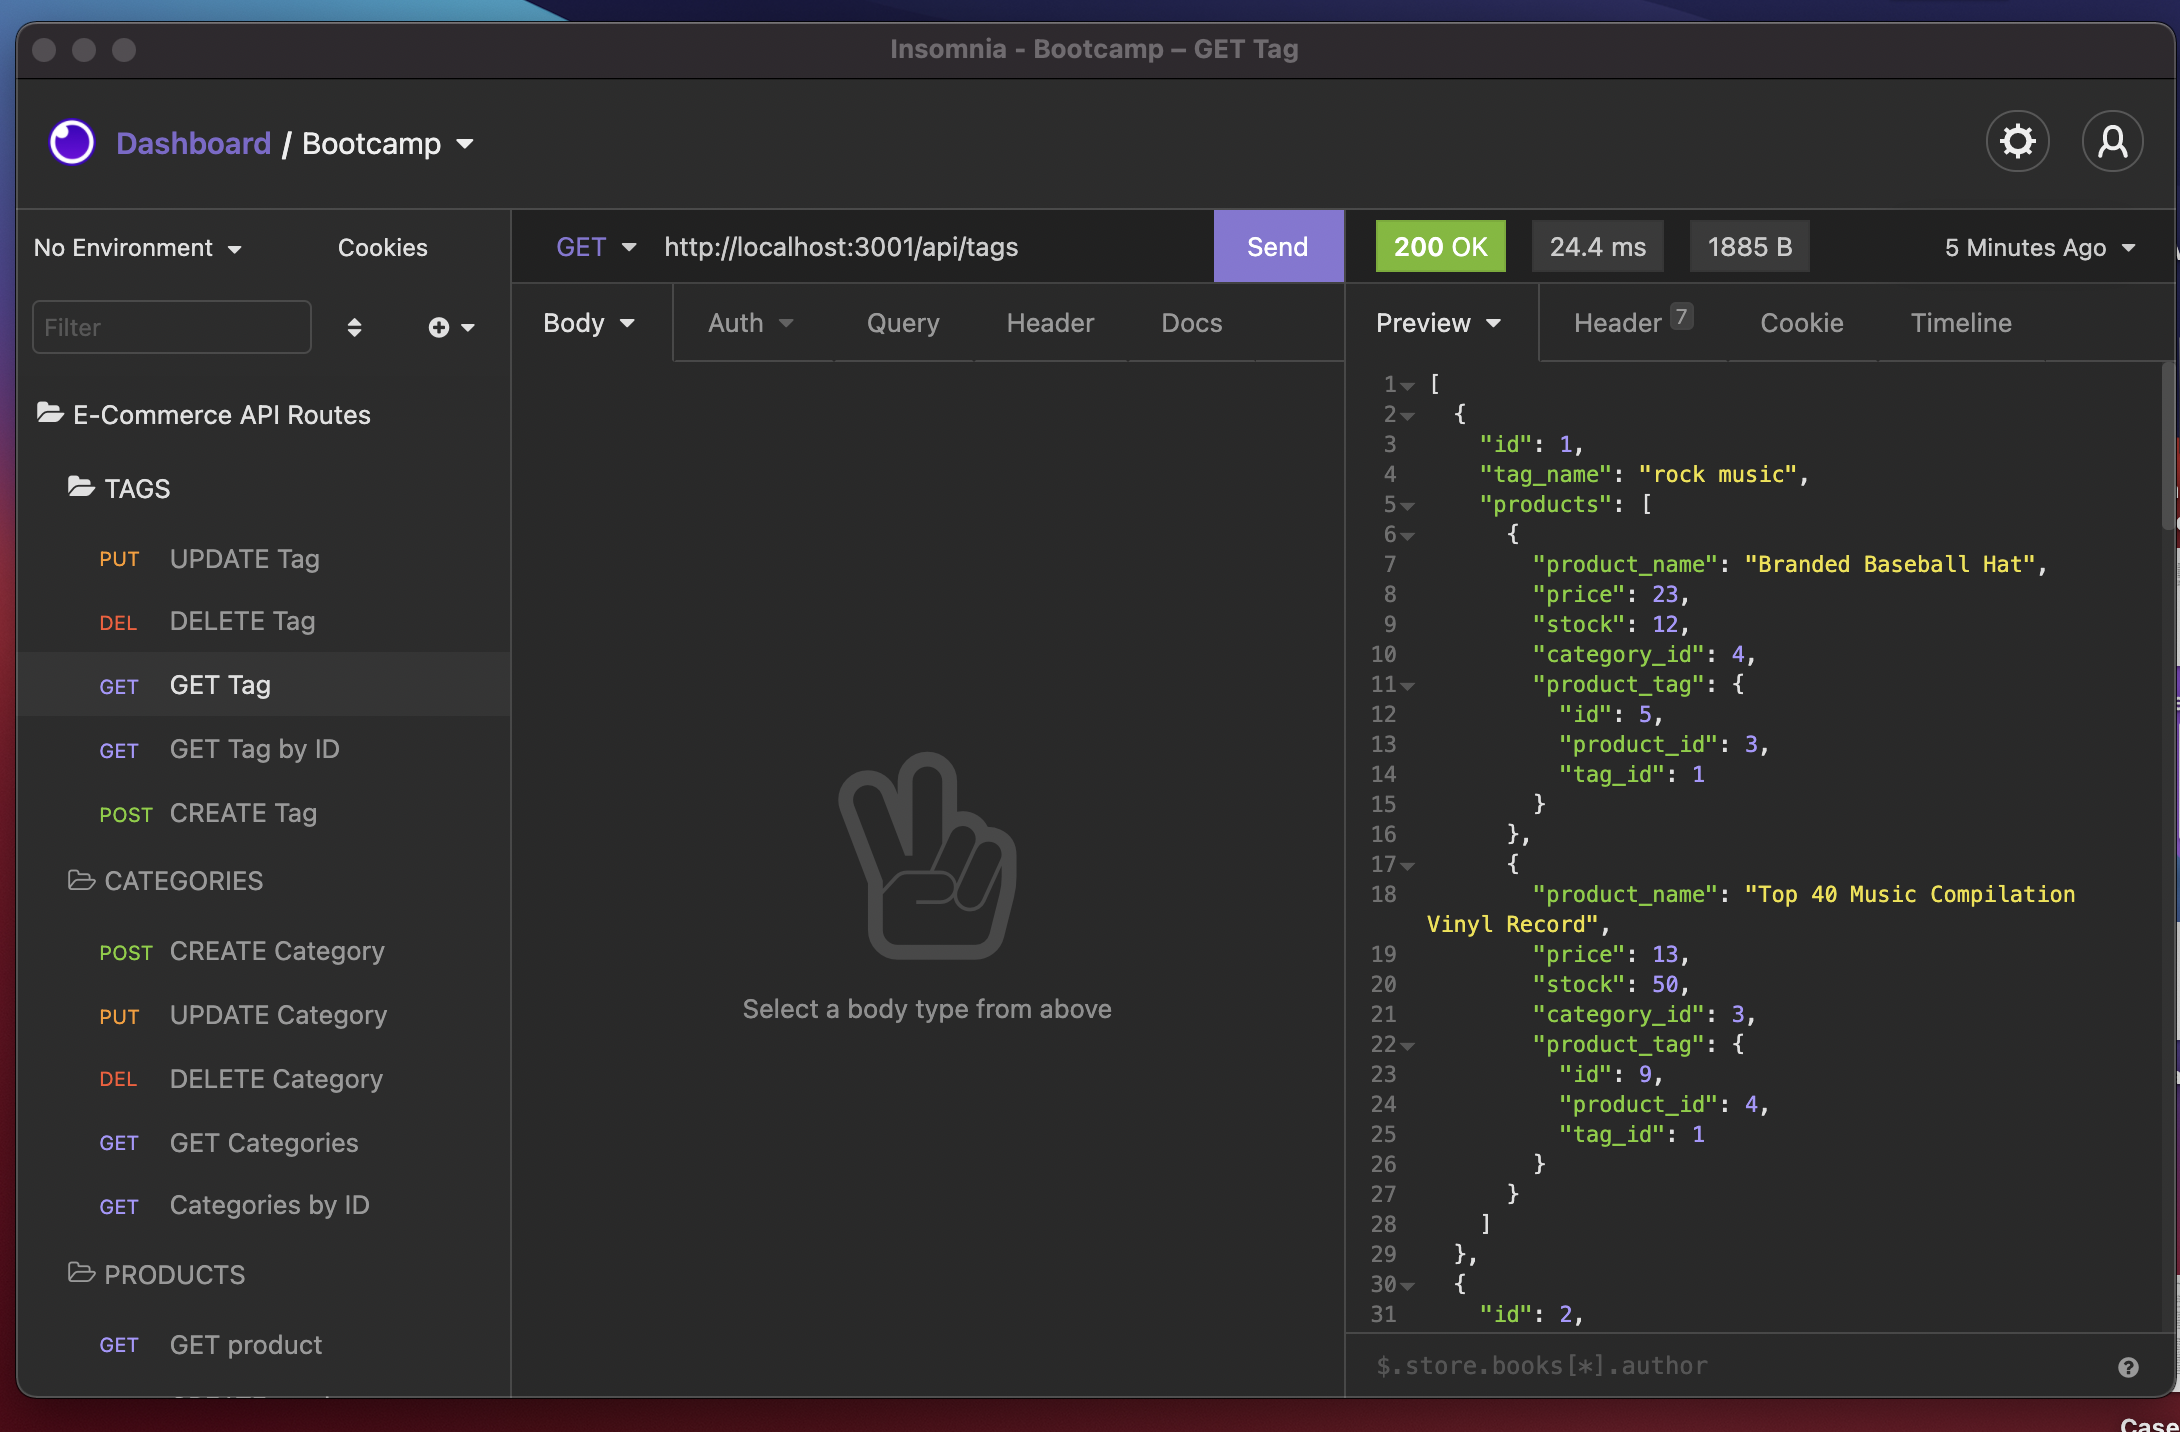 Insomnia - Bootcamp – GET Tag
Dashboard / Bootcamp
No Environment
Cookies
Filter
E-Commerce API Routes
TAGS
PUT UPDATE Tag
DEL DELETE Tag
GET GET Tag
GET GET Tag by ID
POST CREATE Tag
CATEGORIES
POST CREATE Category
PUT UPDATE Category
DEL DELETE Category
GET GET Categories
GET Categories by ID
PRODUCTS
GET GET product
GET http://localhost:3001/api/tags Send
Body Auth Query Header Docs
Select a body type from above
200 OK 24.4 ms 1885 B 5 Minutes Ago
Preview Header 7 Cookie Timeline
1 [
2 {
3 "id": 1,
4 "tag_name": "rock music",
5 "products": [
6 {
7 "product_name": "Branded Baseball Hat",
8 "price": 23,
9 "stock": 12,
10 "category_id": 4,
11 "product_tag": {
12 "id": 5,
13 "product_id": 3,
14 "tag_id": 1
15 }
16 },
17 {
18 "product_name": "Top 40 Music Compilation
Vinyl Record",
19 "price": 13,
20 "stock": 50,
21 "category_id": 3,
22 "product_tag": {
23 "id": 9,
24 "product_id": 4,
25 "tag_id": 1
26 }
27 }
28 ]
29 },
30 {
31 "id": 2,
$.store.books[*].author
Case